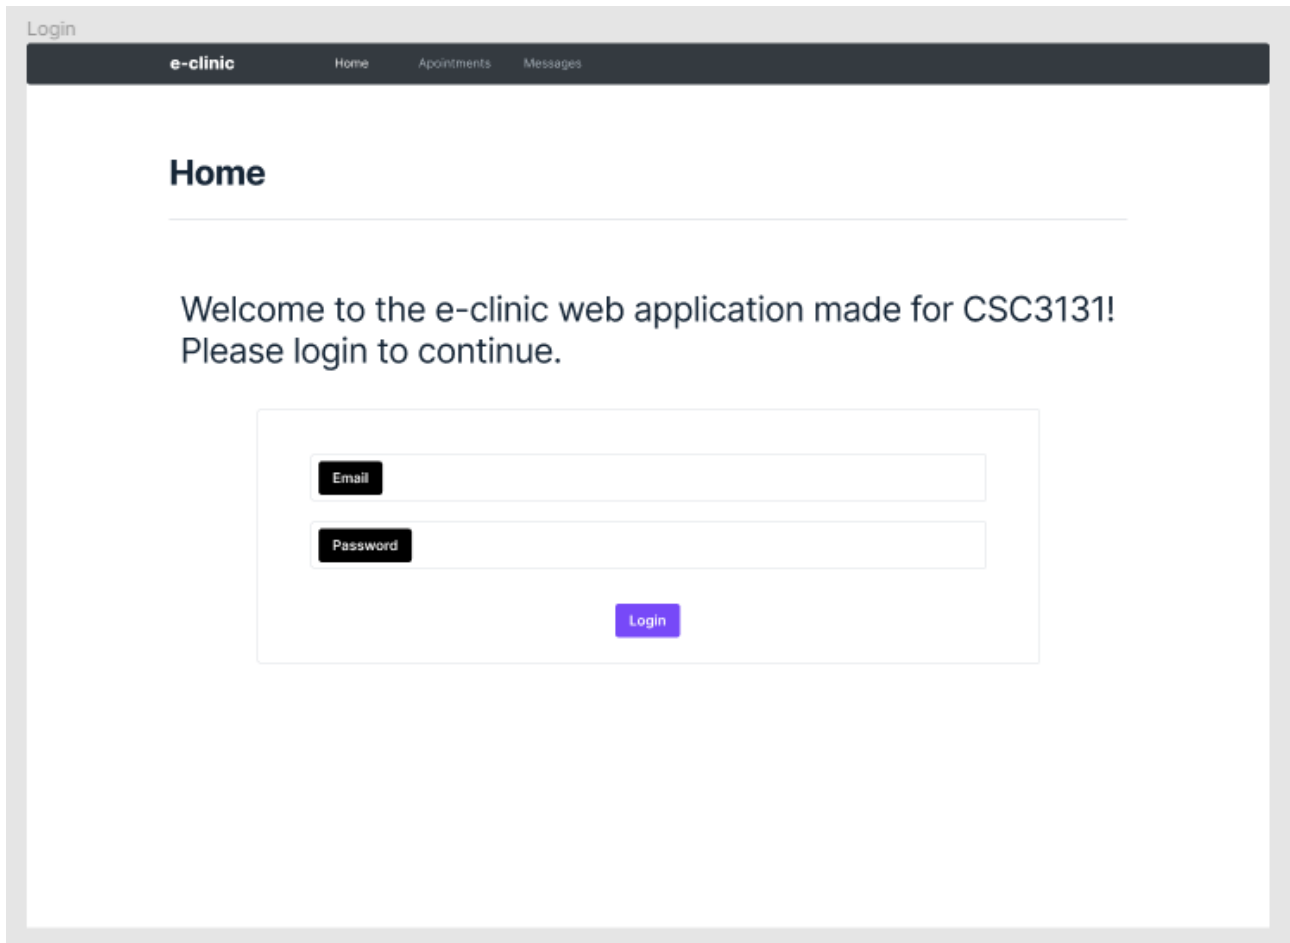 Login
e-clinic Home Apointments Messages
Home
Welcome to the e-clinic web application made for CSC3131!
Please login to continue.
Email
Password
Login